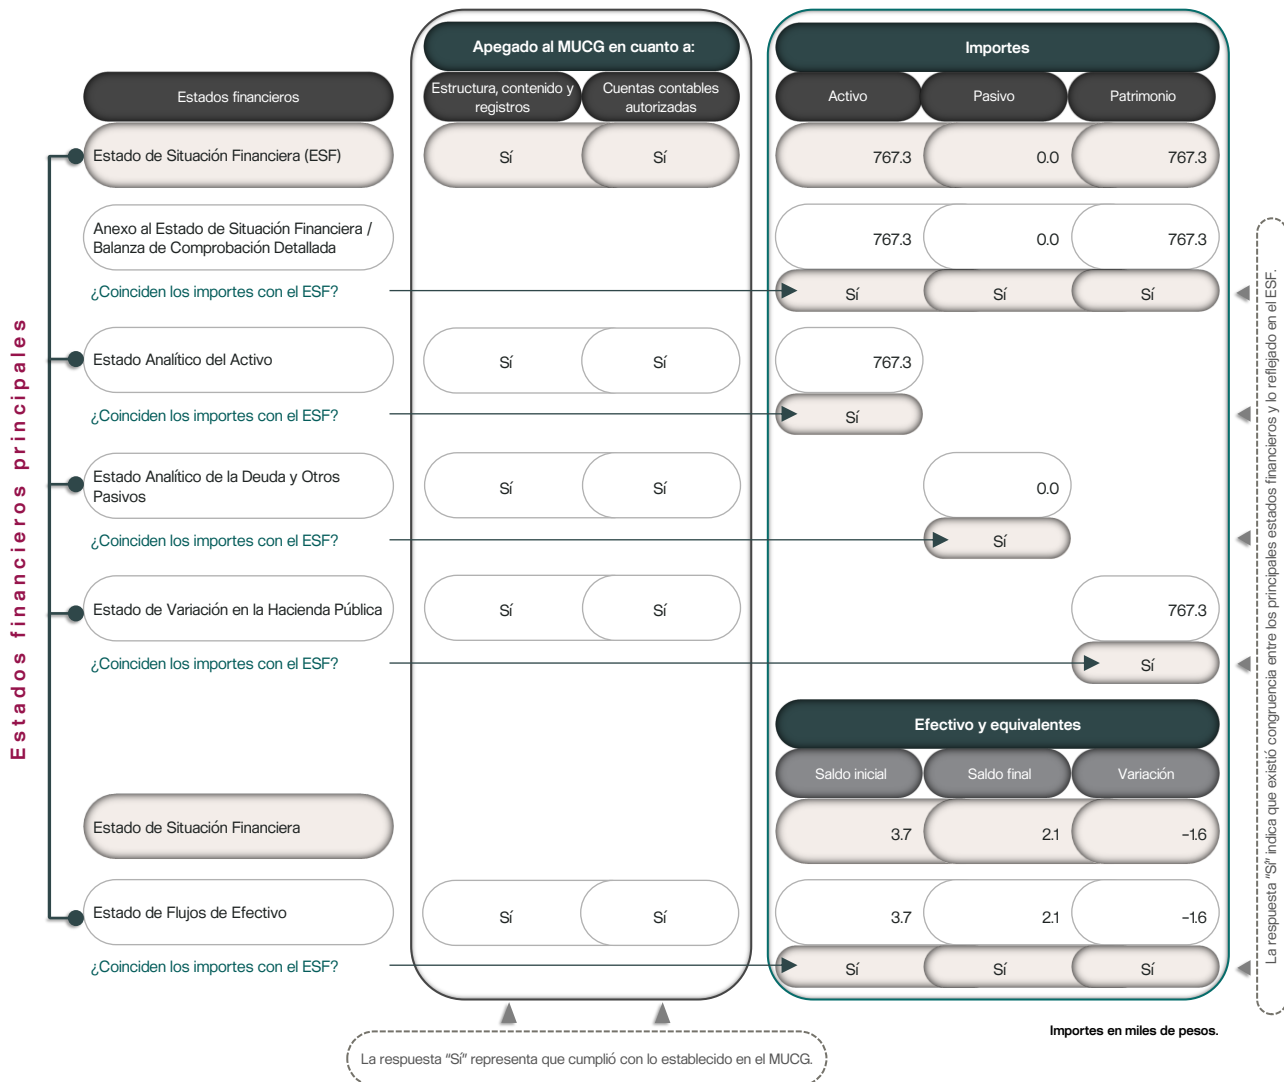 Apegado al MUCG en cuanto a:
Importes
Estados financieros
Estructura, contenido y
registros
Cuentas contables
autorizadas
Activo
Pasivo
Patrimonio
Estado de Situación Financiera (ESF)
Sí
Sí
767.3
0.0
767.3
Anexo al Estado de Situación Financiera /
Balanza de Comprobación Detallada
767.3
0.0
767.3
¿Coinciden los importes con el ESF?
Sí
Sí
Sí
Estado Analítico del Activo
Sí
Sí
767.3
¿Coinciden los importes con el ESF?
Sí
Estado Analítico de la Deuda y Otros
Pasivos
Sí
Sí
0.0
¿Coinciden los importes con el ESF?
Sí
Estado de Variación en la Hacienda Pública
Sí
Sí
767.3
¿Coinciden los importes con el ESF?
Sí
Efectivo y equivalentes
Saldo inicial
Saldo final
Variación
Estado de Situación Financiera
3.7
2.1
-1.6
Estado de Flujos de Efectivo
Sí
Sí
3.7
2.1
-1.6
¿Coinciden los importes con el ESF?
Sí
Sí
Sí
Estados financieros principales
La respuesta "Sí" indica que existió congruencia entre los principales estados financieros y lo reflejado en el ESF.
Importes en miles de pesos.
La respuesta "Sí" representa que cumplió con lo establecido en el MUCG.